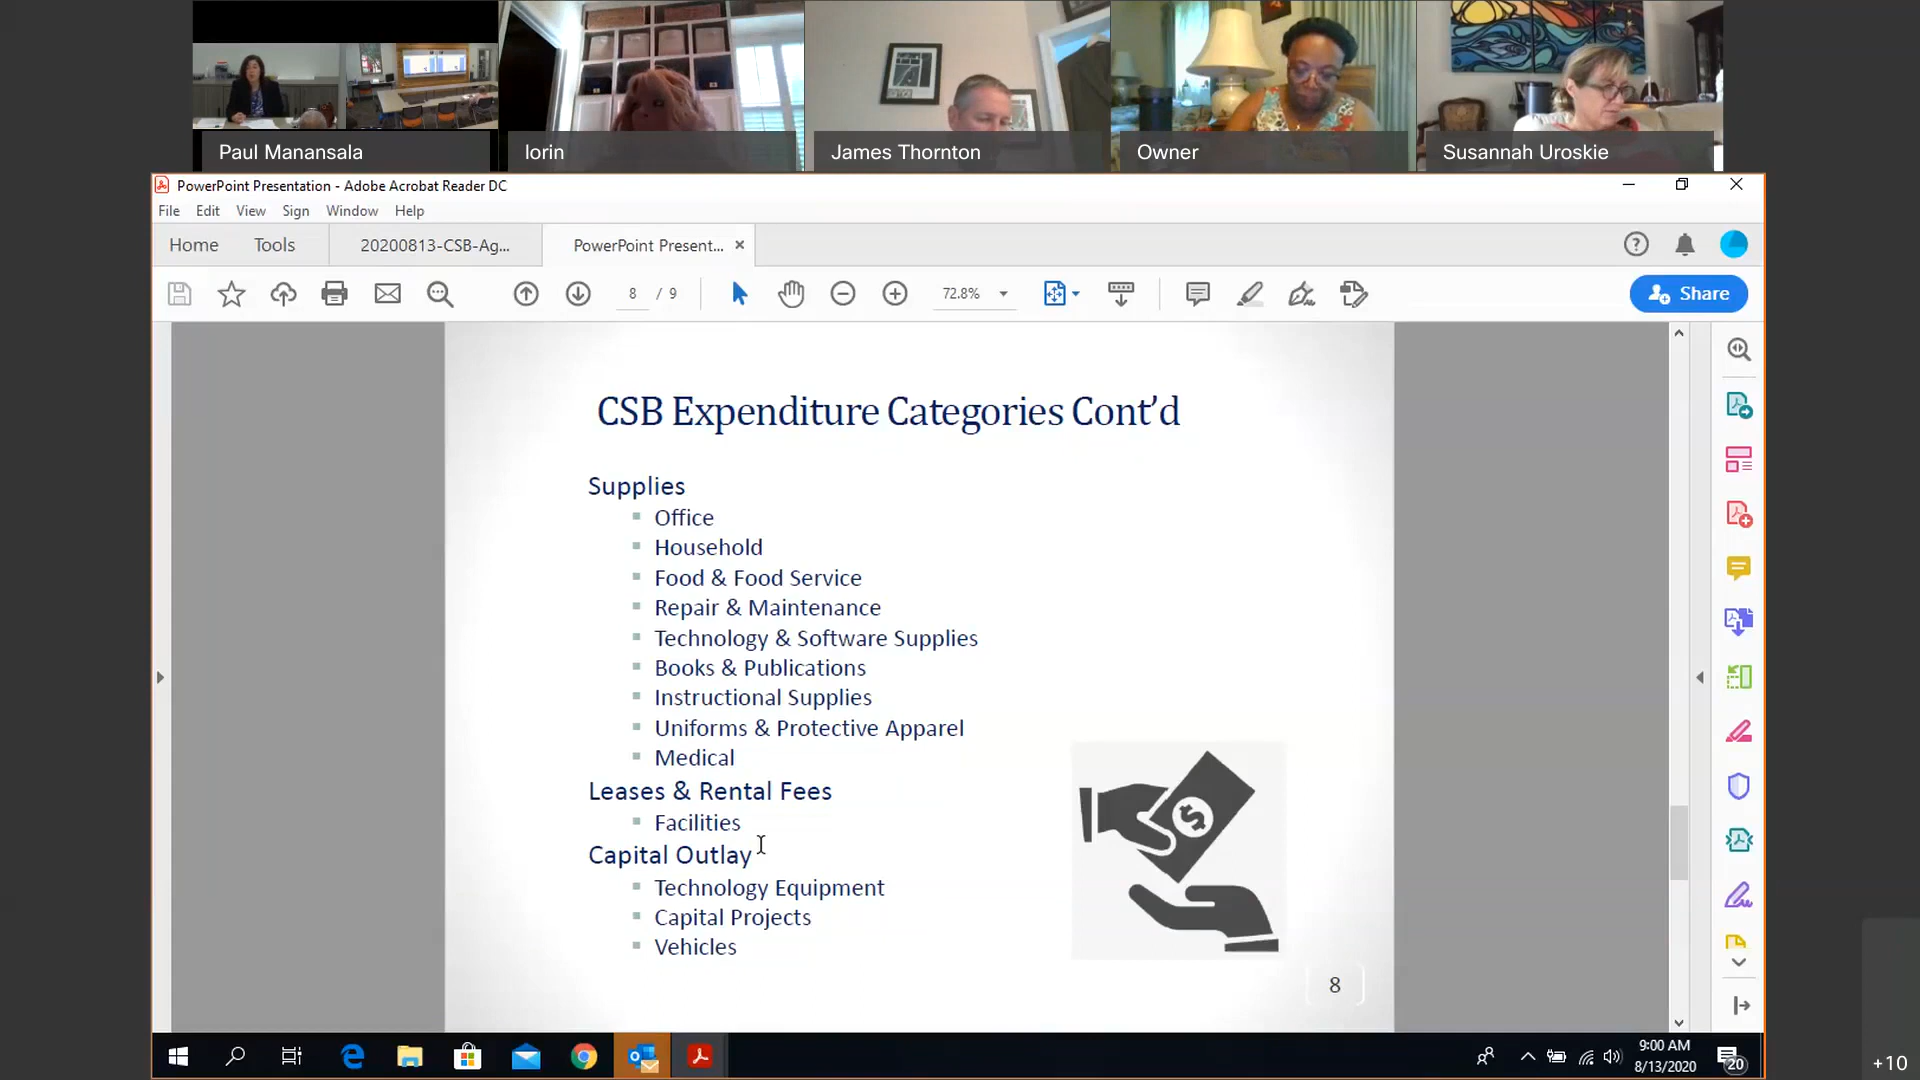 Paul Manansala
lorin
James Thornton
Owner
Susannah Uroskie
PowerPoint Presentation - Adobe Acrobat Reader DC
File Edit View Sign Window Help
Home Tools 20200813-CSB-Ag... PowerPoint Present... ×
8 / 9 72.8% Share
CSB Expenditure Categories Cont'd
Supplies
Office
Household
Food & Food Service
Repair & Maintenance
Technology & Software Supplies
Books & Publications
Instructional Supplies
Uniforms & Protective Apparel
Medical
Leases & Rental Fees
Facilities
Capital Outlay
Technology Equipment
Capital Projects
Vehicles
$
8
9:00 AM
8/13/2020
20
+10